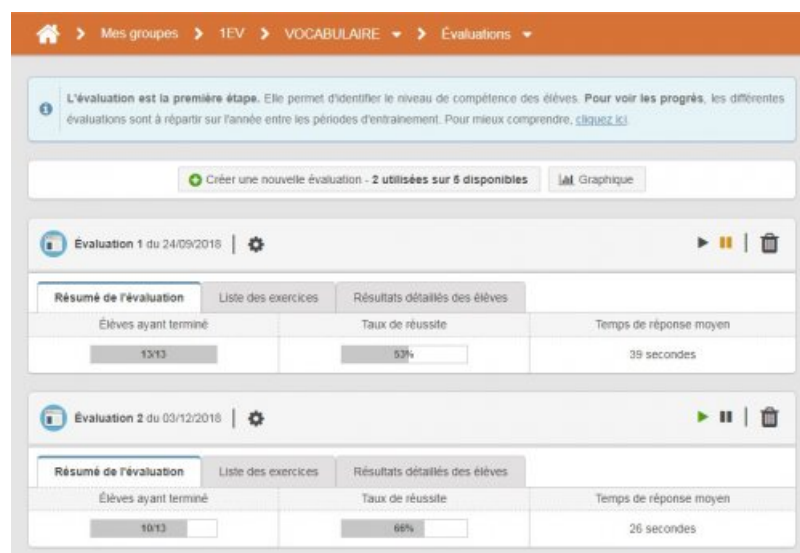 Mes groupes 1EV VOCABULAIRE Évaluations
L'évaluation est la première étape. Elle permet d'identifier le niveau de compétence des élèves. Pour voir les progrès, les différentes
évaluations sont à répartir sur l'année entre les périodes d'entrainement. Pour mieux comprendre, cliquez ici.
Créer une nouvelle évaluation - 2 utilisées sur 5 disponibles Graphique
Évaluation 1 du 24/09/2018
Résumé de l'évaluation Liste des exercices Résultats détaillés des élèves
Élèves ayant terminé Taux de réussite Temps de réponse moyen
13/13 53% 39 secondes
Évaluation 2 du 03/12/2018
Résumé de l'évaluation Liste des exercices Résultats détaillés des élèves
Élèves ayant terminé Taux de réussite Temps de réponse moyen
10/13 66% 26 secondes